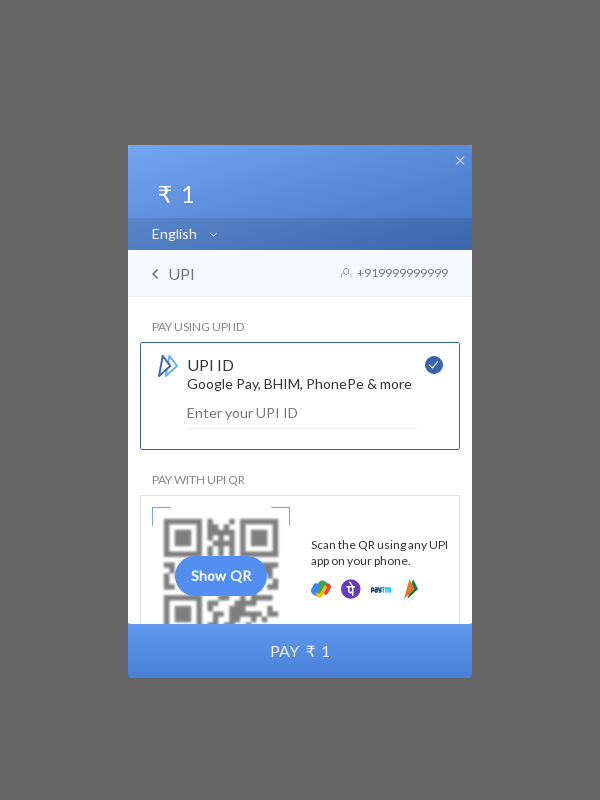 ₹ 1
English
UPI
+919999999999
PAY USING UPI ID
UPI ID
Google Pay, BHIM, PhonePe & more
Enter your UPI ID
PAY WITH UPI QR
Show QR
Scan the QR using any UPI
app on your phone.
पे
paytm
PAY ₹ 1